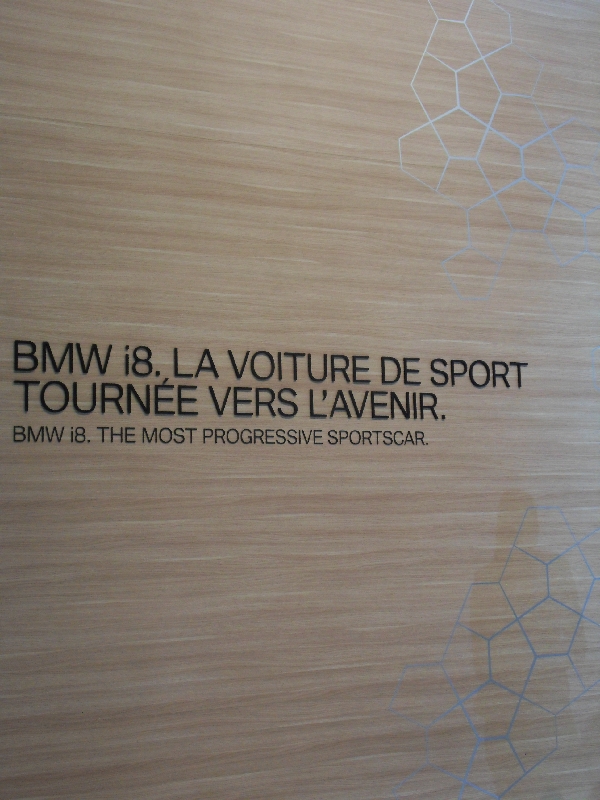 BMW i8. LA VOITURE DE SPORT
TOURNÉE VERS L'AVENIR.
BMW i8. THE MOST PROGRESSIVE SPORTSCAR.